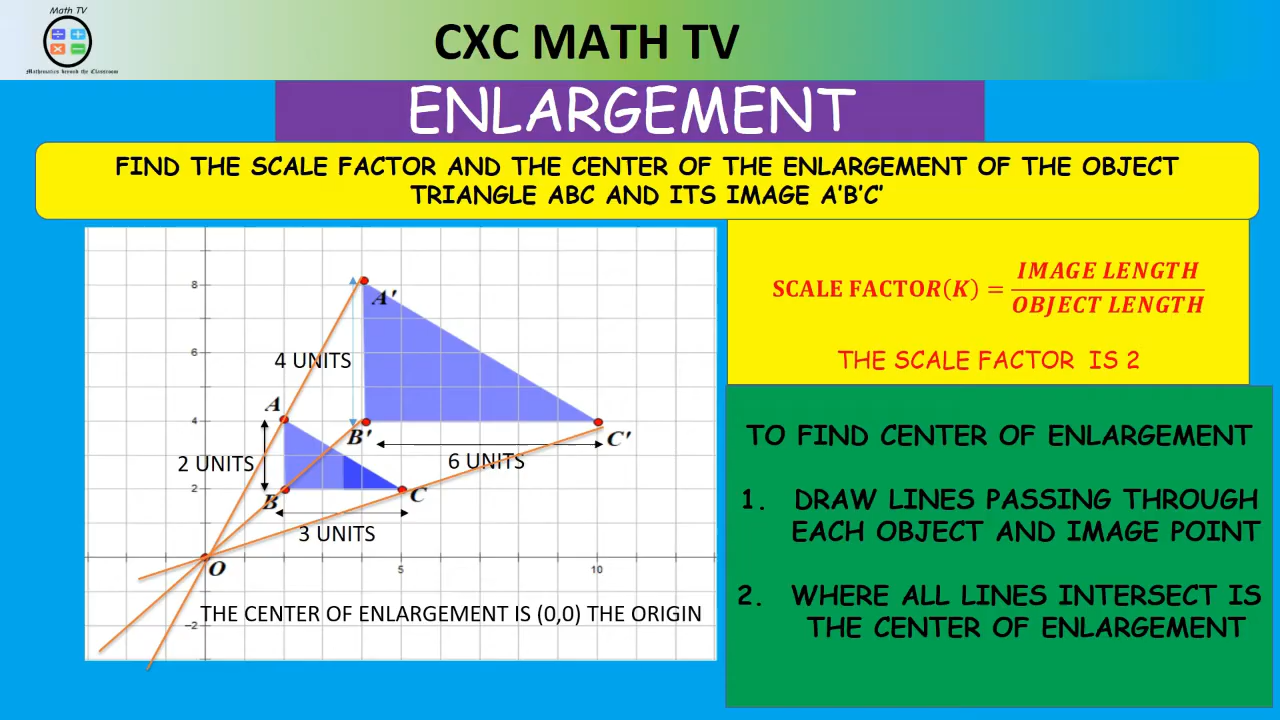 Math TV
÷ +
× −
Mathematics beyond the Classroom
CXC MATH TV
ENLARGEMENT
FIND THE SCALE FACTOR AND THE CENTER OF THE ENLARGEMENT OF THE OBJECT
TRIANGLE ABC AND ITS IMAGE A'B'C'
8
A'
6
4 UNITS
4
A
B'
C'
2 UNITS
6 UNITS
2
B
C
3 UNITS
O
5
10
THE CENTER OF ENLARGEMENT IS (0,0) THE ORIGIN
−2
SCALE FACTOR(K) = IMAGE LENGTH
OBJECT LENGTH
THE SCALE FACTOR IS 2
TO FIND CENTER OF ENLARGEMENT
1. DRAW LINES PASSING THROUGH
EACH OBJECT AND IMAGE POINT
2. WHERE ALL LINES INTERSECT IS
THE CENTER OF ENLARGEMENT